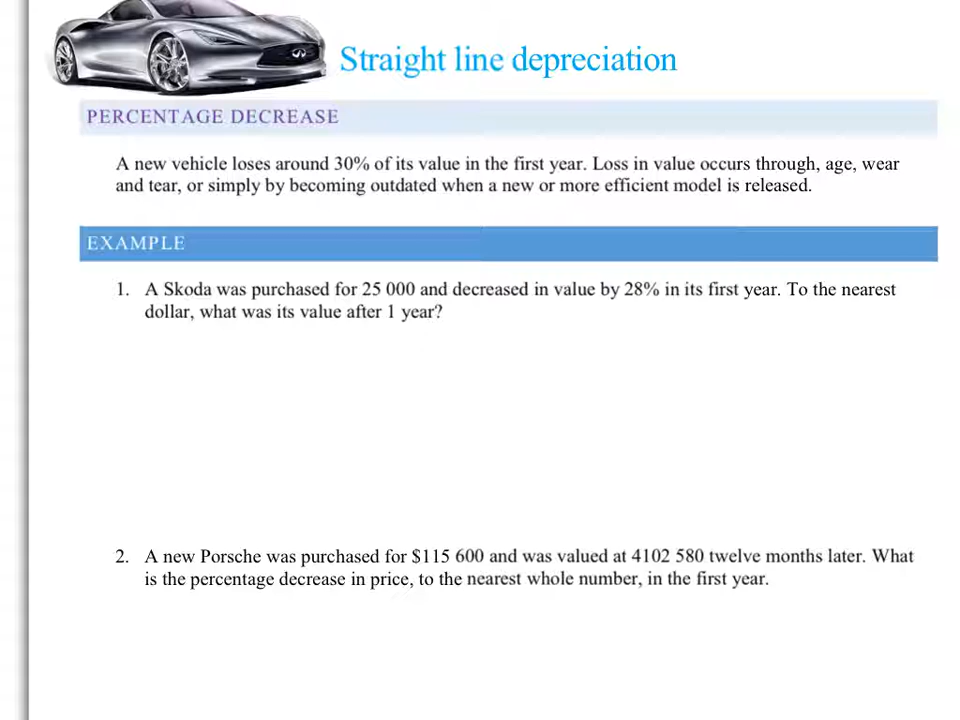 Straight line depreciation
PERCENTAGE DECREASE
A new vehicle loses around 30% of its value in the first year. Loss in value occurs through, age, wear
and tear, or simply by becoming outdated when a new or more efficient model is released.
EXAMPLE
1. A Skoda was purchased for 25 000 and decreased in value by 28% in its first year. To the nearest
dollar, what was its value after 1 year?
2. A new Porsche was purchased for $115 600 and was valued at 4102 580 twelve months later. What
is the percentage decrease in price, to the nearest whole number, in the first year.